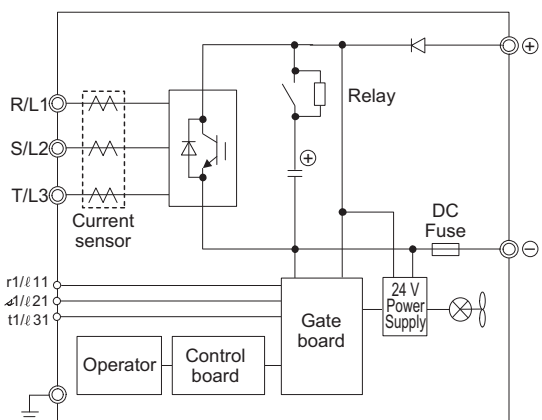 R/L1
S/L2
T/L3
Current
sensor
Relay
+
+
DC
Fuse
−
r1/ℓ11
𝓈1/ℓ21
t1/ℓ31
Operator
Control
board
Gate
board
24 V
Power
Supply